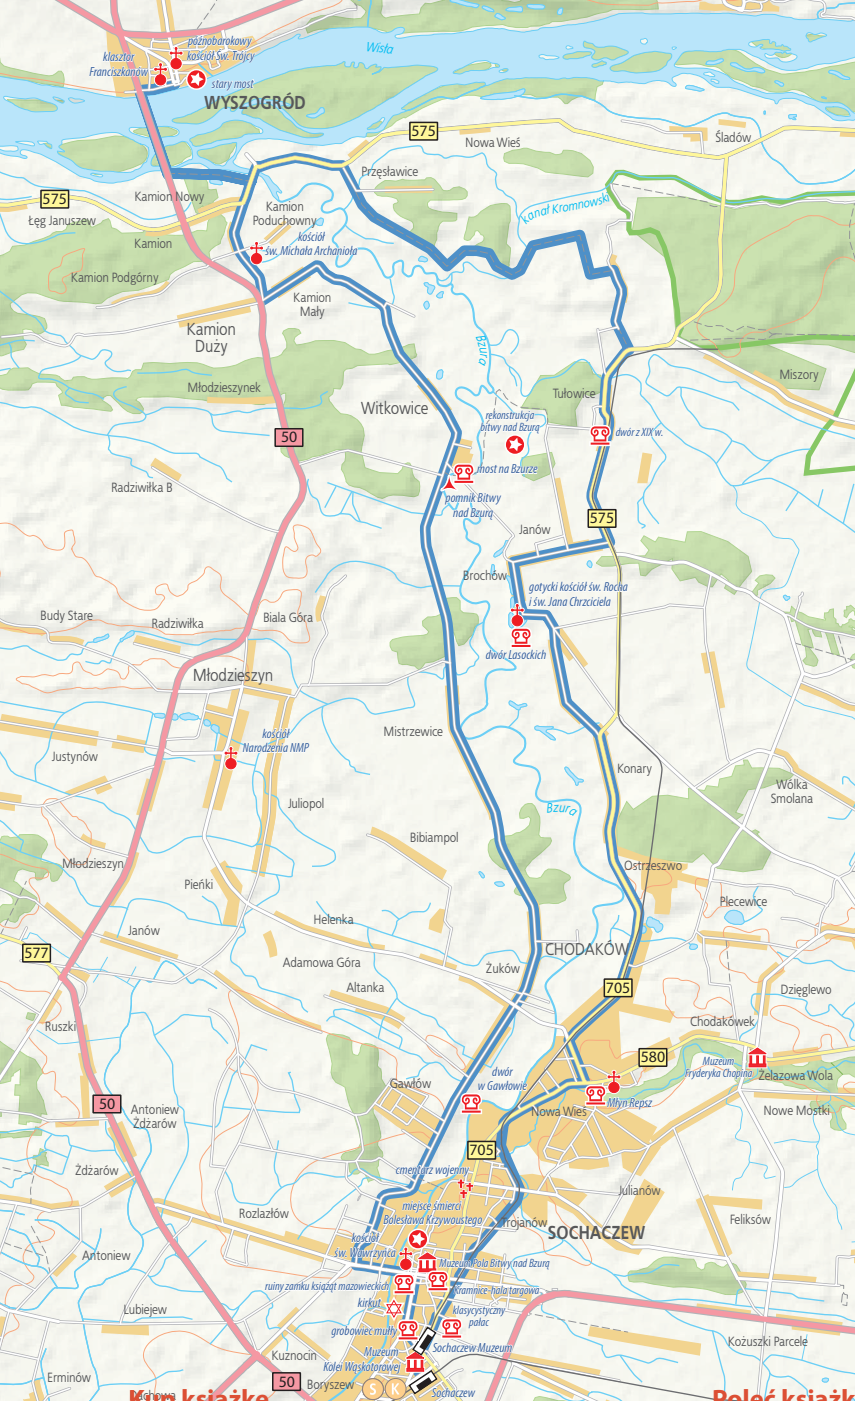 późnobarokowy
kościół Św. Trójcy
klasztor
Franciszkanów
stary most
WYSZOGRÓD
Wisła
575
Nowa Wieś
Śladów
Przęsławice
575
Kamion Nowy
Łęg Januszew
Kamion
Poduchowny
Kanał Kromnowski
Kamion
kościół
św. Michała Archanioła
Kamion Podgórny
Kamion
Mały
Kamion
Duży
Bzura
Miszory
Młodzieszynek
Tułowice
Witkowice
rekonstrukcja
bitwy nad Bzurą
dwór z XIX w.
50
most na Bzurze
Radziwiłka B
pomnik Bitwy
nad Bzurą
575
Janów
Brochów
gotycki kościół św. Rocha
i św. Jana Chrzciciela
Budy Stare
Radziwiłka
Biala Góra
dwór Lasockich
Młodzieszyn
Mistrzewice
kościół
Narodzenia NMP
Justynów
Konary
Wólka
Smolana
Juliopol
Bzura
Bibiampol
Młodzieszyn
Ostrzeszwo
Pieńki
Plecewice
Helenka
Janów
577
CHODAKÓW
Adamowa Góra
Żuków
Altanka
705
Dzięglewo
Ruszki
Chodakówek
580
Muzeum
Fryderyka Chopina
Żelazowa Wola
dwór
w Gawłowie
Gawłów
50
Antoniew
Żdżarów
Młyn Repsz
Nowa Wieś
Nowe Mostki
705
Żdżarów
cmentarz wojenny
Julianów
miejsce śmierci
Bolesława Krzywoustego
Rozlazłów
Trojanów
Feliksów
SOCHACZEW
kościół
św. Wawrzyńca
Antoniew
Muzeum Pola Bitwy nad Bzurą
ruiny zamku książąt mazowieckich
Kramnice-hala targowa
kirkut
Lubiejew
klasycystyczny
pałac
grobowiec mułły
Kożuszki Parcele
Sochaczew Muzeum
Kuznocin
Muzeum
Kolei Wąskotorowej
Erminów
50
Boryszew
S K
Sochaczew
Duchowa
Kup książkę
Poleć książk